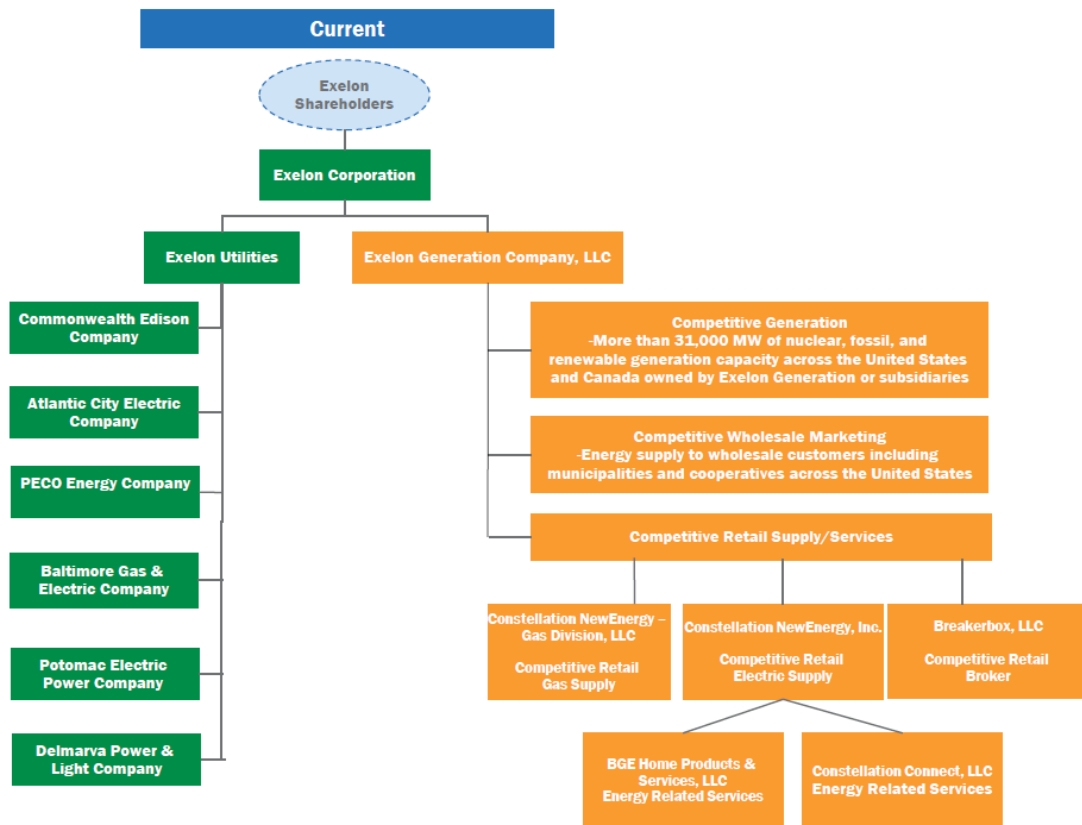 Current
Exelon
Shareholders
Exelon Corporation
Exelon Utilities
Exelon Generation Company, LLC
Commonwealth Edison
Company
Atlantic City Electric
Company
PECO Energy Company
Baltimore Gas &
Electric Company
Potomac Electric
Power Company
Delmarva Power &
Light Company
Competitive Generation
-More than 31,000 MW of nuclear, fossil, and
renewable generation capacity across the United States
and Canada owned by Exelon Generation or subsidiaries
Competitive Wholesale Marketing
-Energy supply to wholesale customers including
municipalities and cooperatives across the United States
Competitive Retail Supply/Services
Constellation NewEnergy –
Gas Division, LLC
Competitive Retail
Gas Supply
Constellation NewEnergy, Inc.
Competitive Retail
Electric Supply
Breakerbox, LLC
Competitive Retail
Broker
BGE Home Products &
Services, LLC
Energy Related Services
Constellation Connect, LLC
Energy Related Services